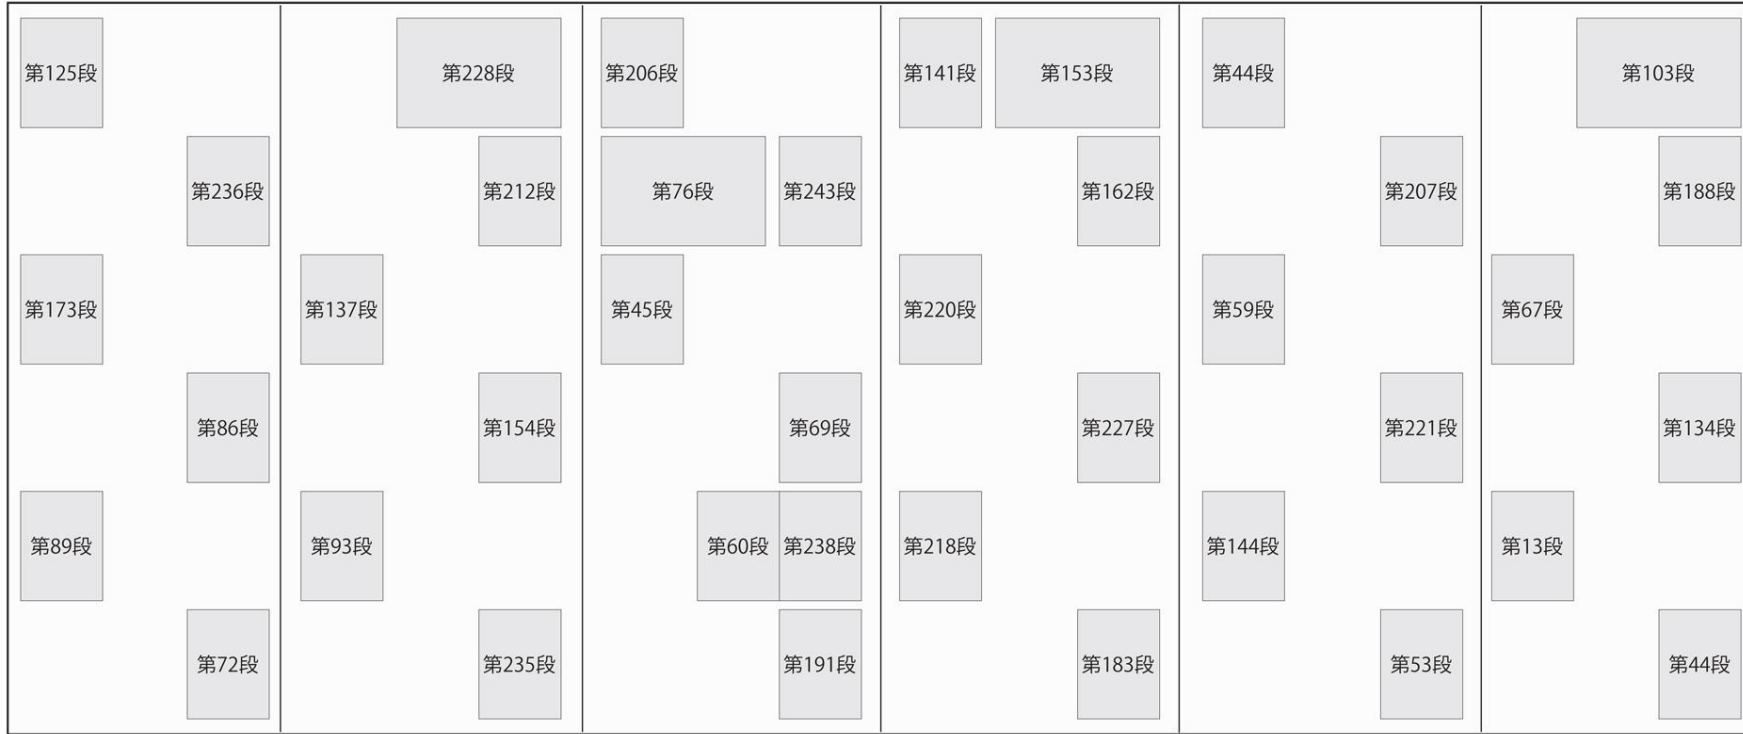 第125段
第228段
第206段
第141段
第153段
第44段
第103段
第236段
第212段
第76段
第243段
第162段
第207段
第188段
第173段
第137段
第45段
第220段
第59段
第67段
第86段
第154段
第69段
第227段
第221段
第134段
第89段
第93段
第60段
第238段
第218段
第144段
第13段
第72段
第235段
第191段
第183段
第53段
第44段